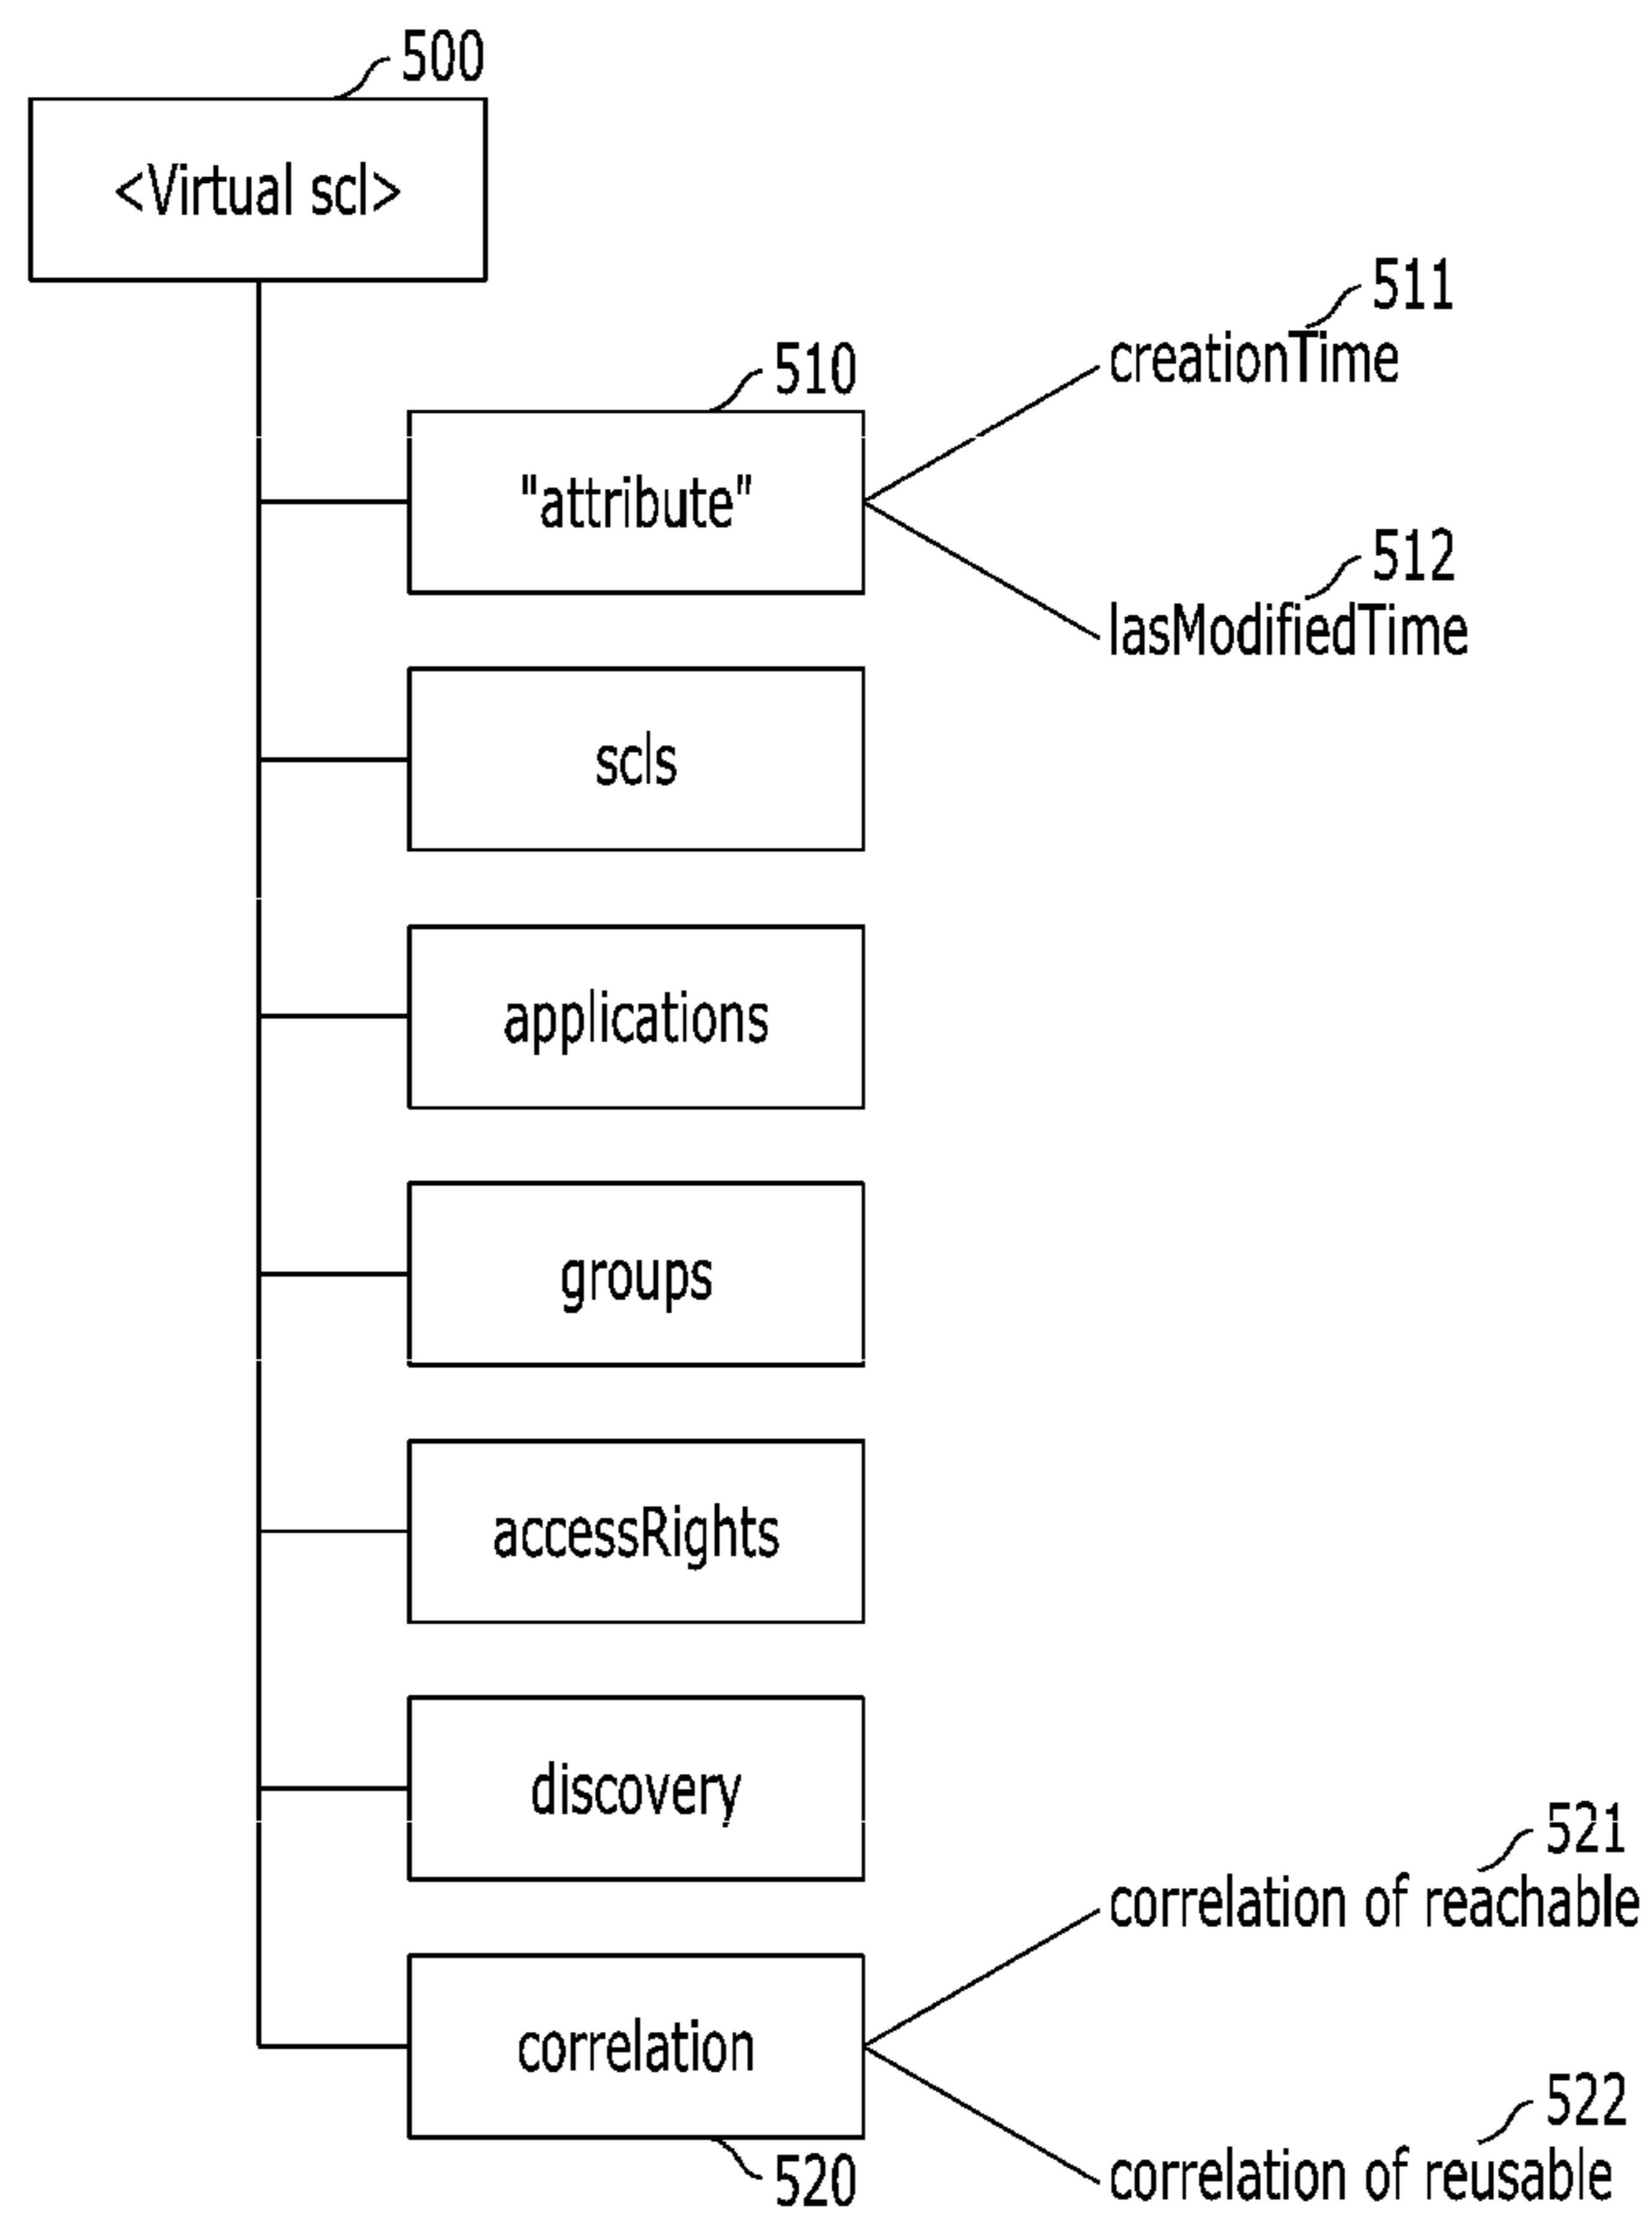 500
<Virtual scl>
511
creationTime
510
"attribute"
512
lasModifiedTime
scls
applications
groups
accessRights
discovery
521
correlation of reachable
correlation
522
correlation of reusable
520